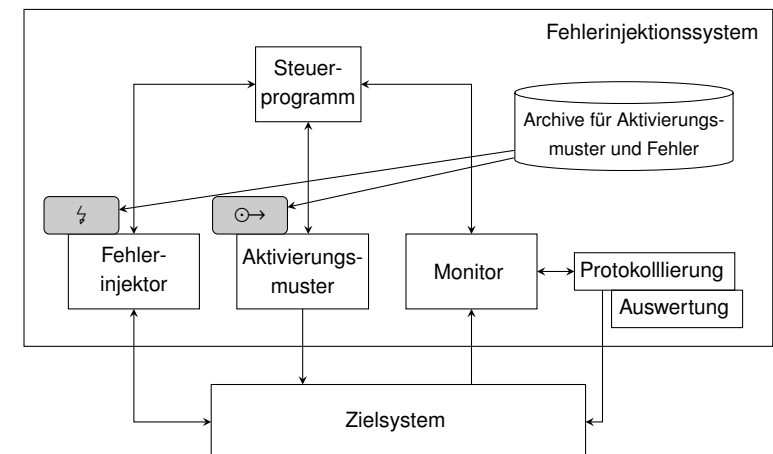 Fehlerinjektionssystem
Steuer-
programm
Archive für Aktivierungs-
muster und Fehler
Fehler-
injektor
Aktivierungs-
muster
Monitor
Protokolllierung
Auswertung
Zielsystem